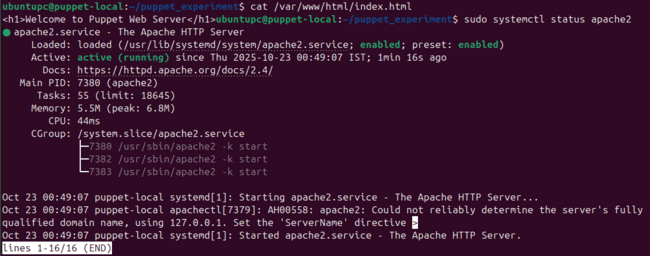 ubuntupc@puppet-local:~/puppet_experiment$ cat /var/www/html/index.html
<h1>Welcome to Puppet Web Server</h1>ubuntupc@puppet-local:~/puppet_experiment$ sudo systemctl status apache2
● apache2.service - The Apache HTTP Server
     Loaded: loaded (/usr/lib/systemd/system/apache2.service; enabled; preset: enabled)
     Active: active (running) since Thu 2025-10-23 00:49:07 IST; 1min 16s ago
       Docs: https://httpd.apache.org/docs/2.4/
   Main PID: 7380 (apache2)
      Tasks: 55 (limit: 18645)
     Memory: 5.5M (peak: 6.8M)
        CPU: 44ms
     CGroup: /system.slice/apache2.service
             ├─7380 /usr/sbin/apache2 -k start
             ├─7382 /usr/sbin/apache2 -k start
             └─7383 /usr/sbin/apache2 -k start
Oct 23 00:49:07 puppet-local systemd[1]: Starting apache2.service - The Apache HTTP Server...
Oct 23 00:49:07 puppet-local apachectl[7379]: AH00558: apache2: Could not reliably determine the server's fully
qualified domain name, using 127.0.0.1. Set the 'ServerName' directive >
Oct 23 00:49:07 puppet-local systemd[1]: Started apache2.service - The Apache HTTP Server.
lines 1-16/16 (END)